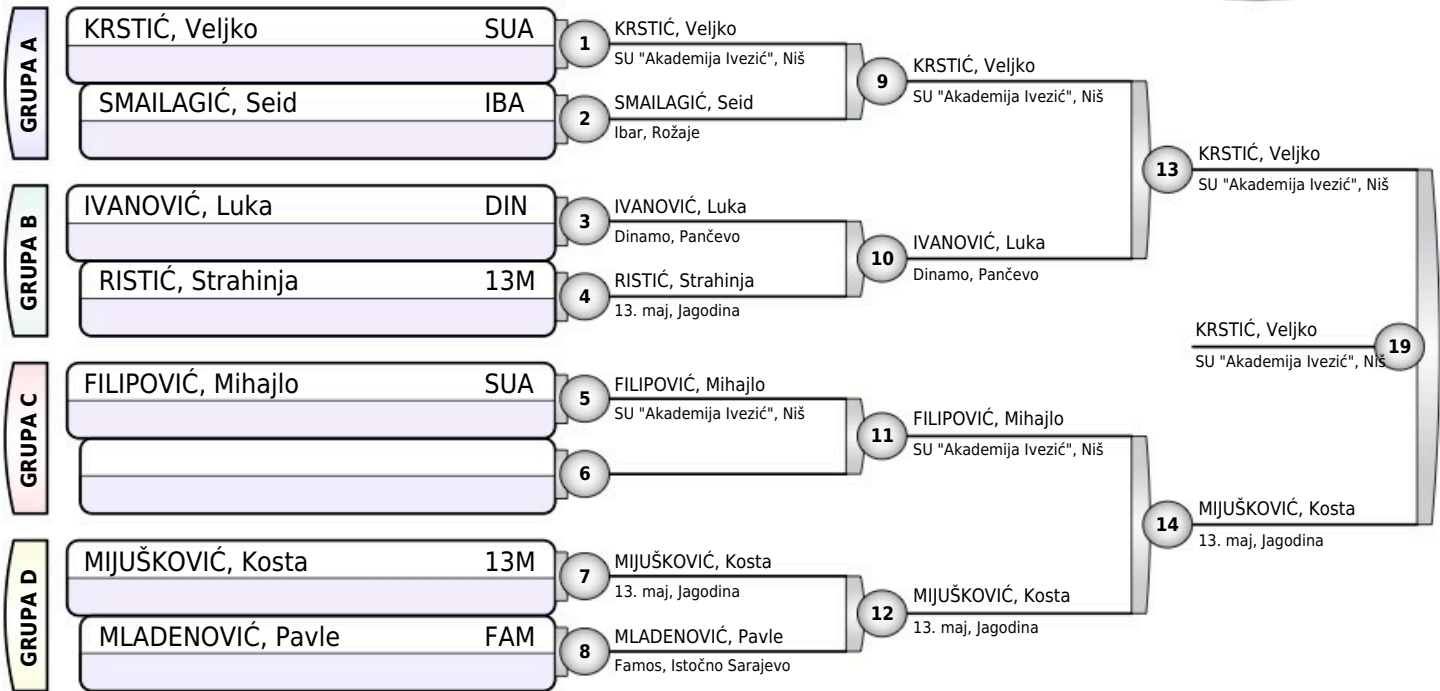 GRUPA A
KRSTIĆ, Veljko SUA
SMAILAGIĆ, Seid IBA
1
KRSTIĆ, Veljko
SU "Akademija Ivezić", Niš
2
SMAILAGIĆ, Seid
Ibar, Rožaje
9
KRSTIĆ, Veljko
SU "Akademija Ivezić", Niš
GRUPA B
IVANOVIĆ, Luka DIN
RISTIĆ, Strahinja 13M
3
IVANOVIĆ, Luka
Dinamo, Pančevo
4
RISTIĆ, Strahinja
13. maj, Jagodina
10
IVANOVIĆ, Luka
Dinamo, Pančevo
13
KRSTIĆ, Veljko
SU "Akademija Ivezić", Niš
GRUPA C
FILIPOVIĆ, Mihajlo SUA
5
FILIPOVIĆ, Mihajlo
SU "Akademija Ivezić", Niš
6
11
FILIPOVIĆ, Mihajlo
SU "Akademija Ivezić", Niš
GRUPA D
MIJUŠKOVIĆ, Kosta 13M
MLADENOVIĆ, Pavle FAM
7
MIJUŠKOVIĆ, Kosta
13. maj, Jagodina
8
MLADENOVIĆ, Pavle
Famos, Istočno Sarajevo
12
MIJUŠKOVIĆ, Kosta
13. maj, Jagodina
14
MIJUŠKOVIĆ, Kosta
13. maj, Jagodina
KRSTIĆ, Veljko
SU "Akademija Ivezić", Niš
19